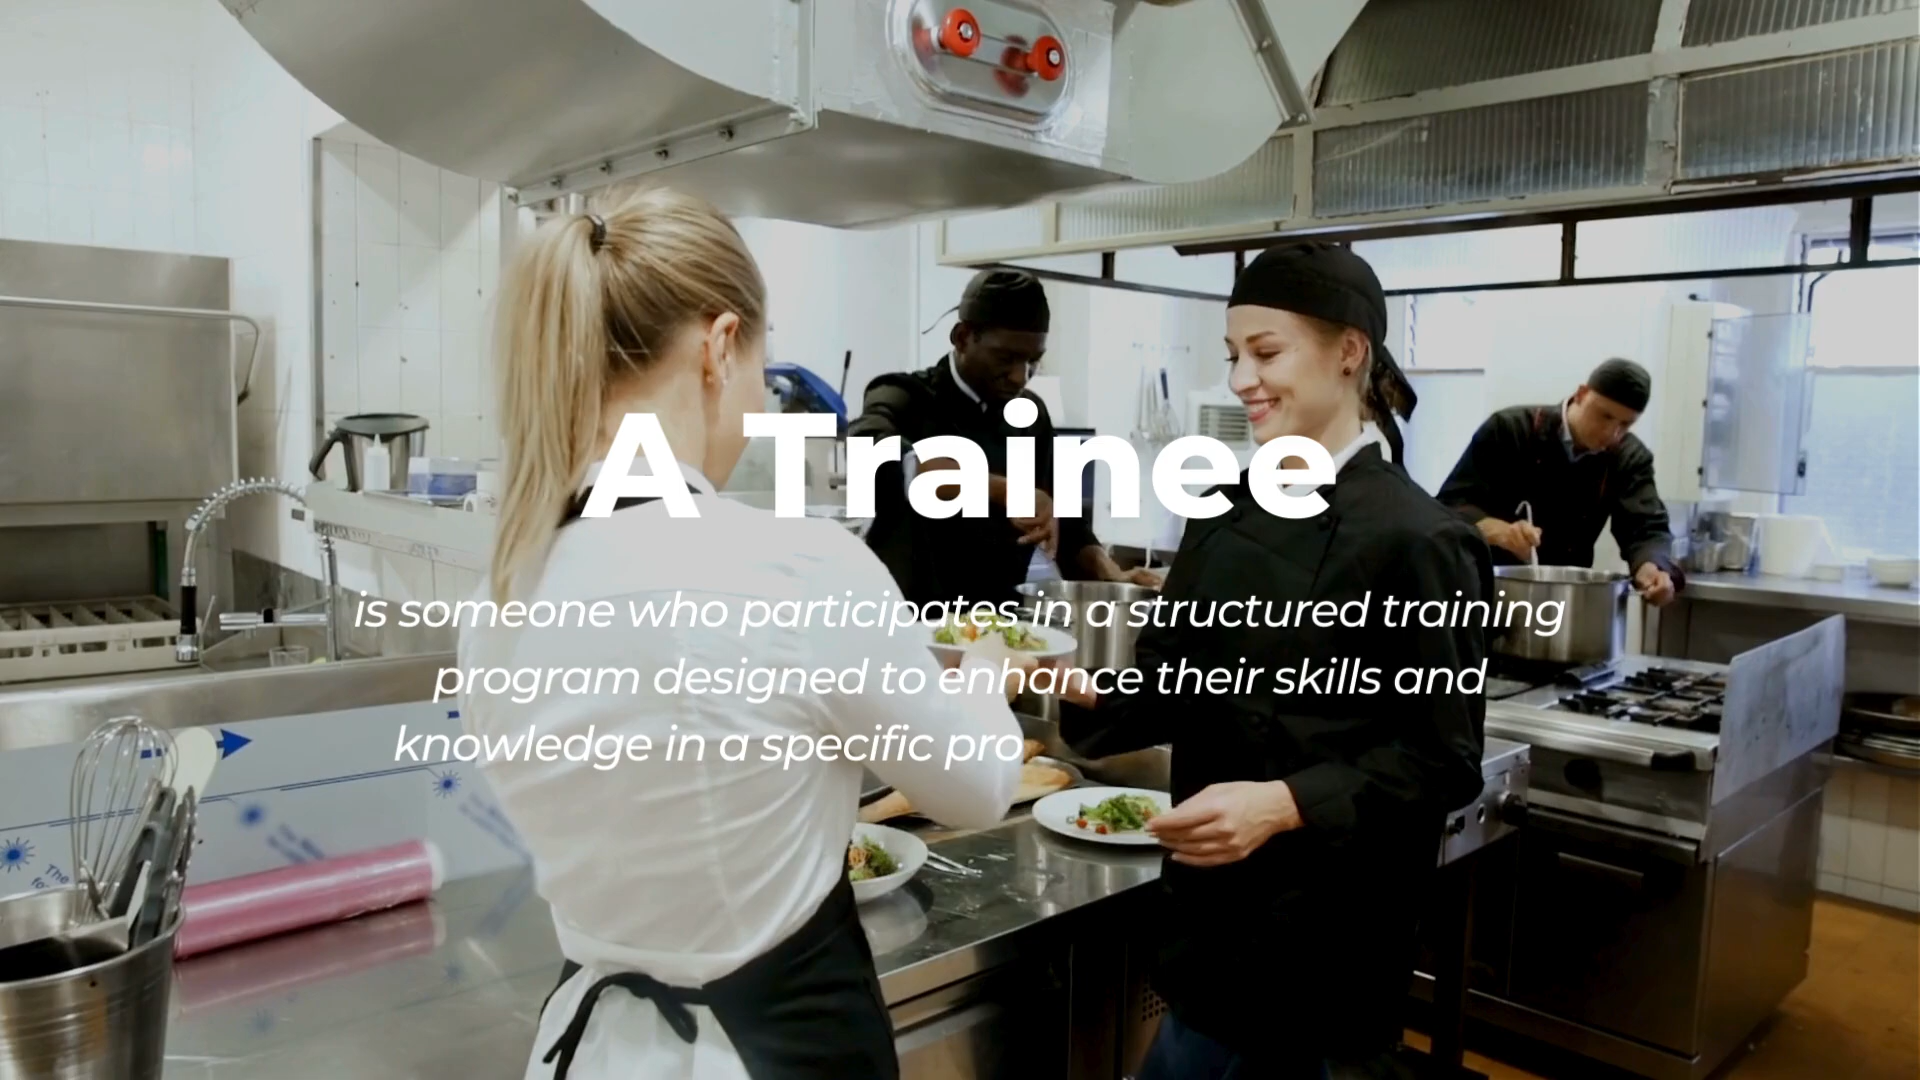 A Trainee
is someone who participates in a structured training
program designed to enhance their skills and
knowledge in a specific pro
The